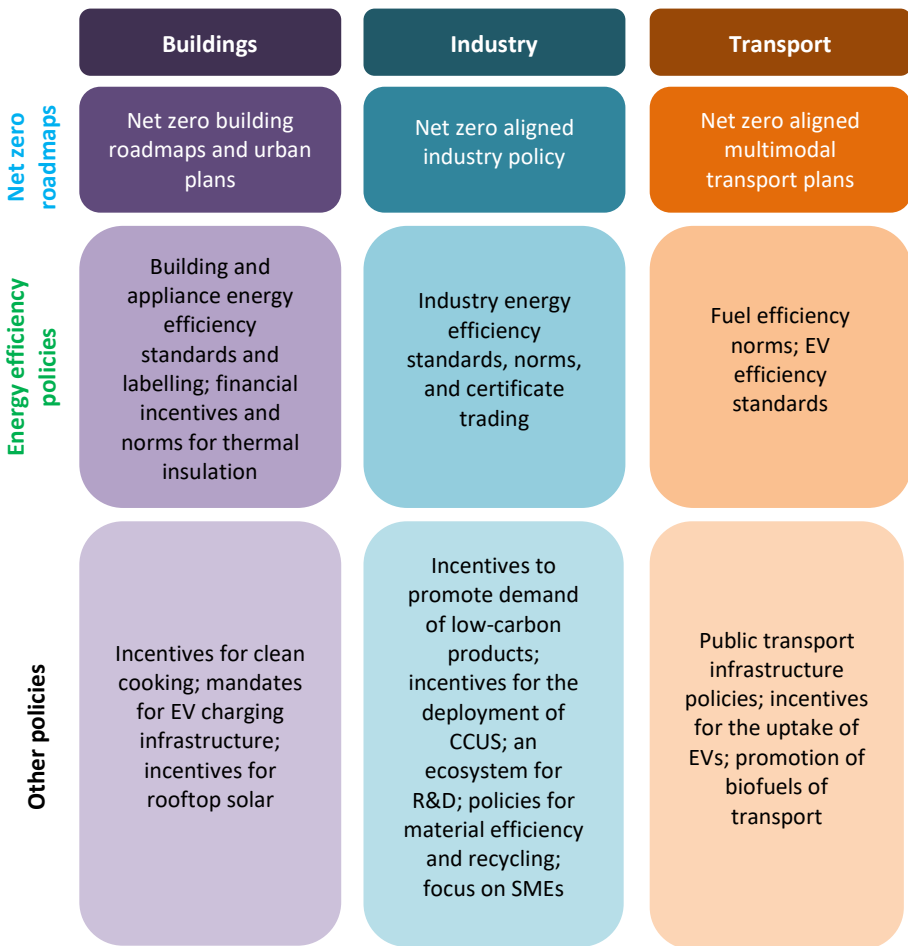 Buildings
Industry
Transport
Net zero
roadmaps
Net zero building
roadmaps and urban
plans
Net zero aligned
industry policy
Net zero aligned
multimodal
transport plans
Energy efficiency
policies
Building and
appliance energy
efficiency
standards and
labelling; financial
incentives and
norms for thermal
insulation
Industry energy
efficiency
standards, norms,
and certificate
trading
Fuel efficiency
norms; EV
efficiency
standards
Other policies
Incentives for clean
cooking; mandates
for EV charging
infrastructure;
incentives for
rooftop solar
Incentives to
promote demand
of low-carbon
products;
incentives for the
deployment of
CCUS; an
ecosystem for
R&D; policies for
material efficiency
and recycling;
focus on SMEs
Public transport
infrastructure
policies; incentives
for the uptake of
EVs; promotion of
biofuels of
transport